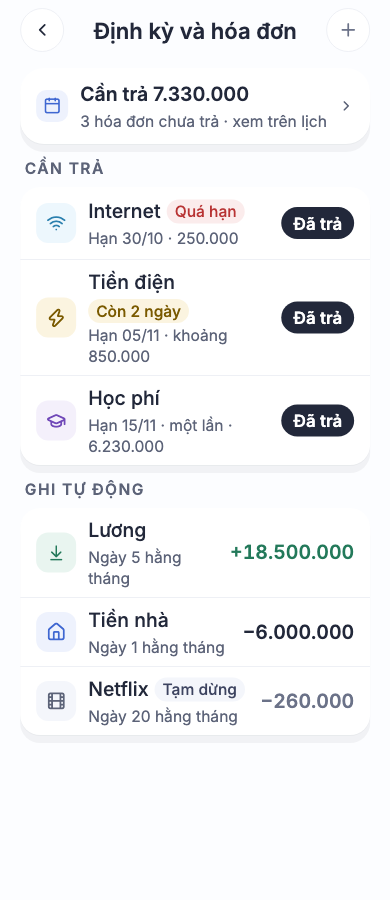 Định kỳ và hóa đơn
Cần trả 7.330.000
3 hóa đơn chưa trả · xem trên lịch
CẦN TRẢ
Internet Quá hạn
Hạn 30/10 · 250.000
Đã trả
Tiền điện
Còn 2 ngày
Hạn 05/11 · khoảng
850.000
Đã trả
Học phí
Hạn 15/11 · một lần ·
6.230.000
Đã trả
GHI TỰ ĐỘNG
Lương
Ngày 5 hằng
tháng
+18.500.000
Tiền nhà
Ngày 1 hằng tháng
−6.000.000
Netflix Tạm dừng
Ngày 20 hằng tháng
−260.000